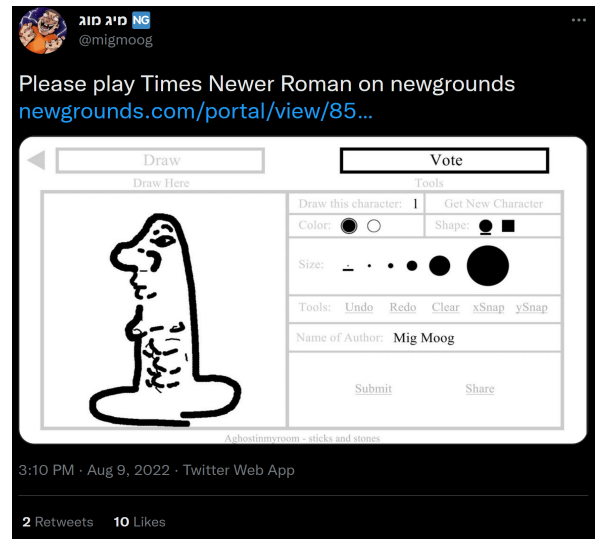 מיג מוג NG
@migmoog
Please play Times Newer Roman on newgrounds
newgrounds.com/portal/view/85...
Draw
Vote
Draw Here
Tools
Draw this character: 1
Get New Character
Color:
Shape:
Size:
Tools: Undo Redo Clear xSnap ySnap
Name of Author: Mig Moog
Submit
Share
Aghostinmyroom - sticks and stones
3:10 PM · Aug 9, 2022 · Twitter Web App
2 Retweets 10 Likes